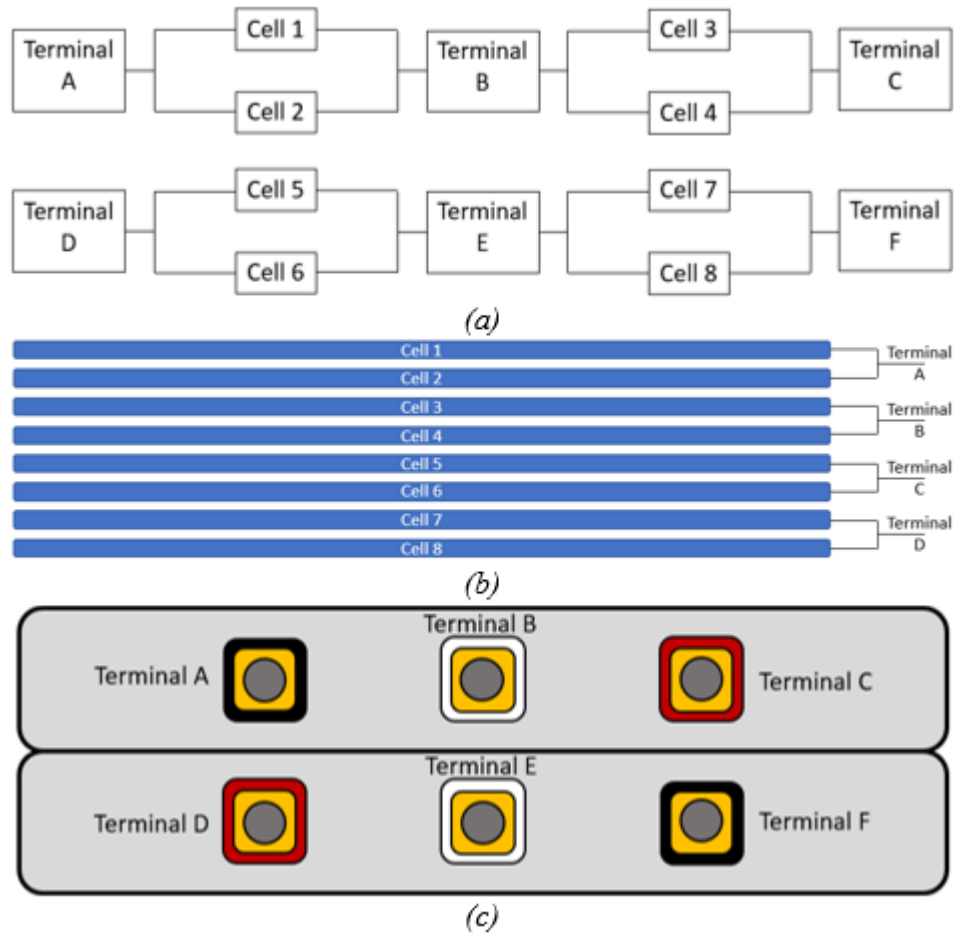 Terminal
A
Cell 1
Cell 2
Terminal
B
Cell 3
Cell 4
Terminal
C
Terminal
D
Cell 5
Cell 6
Terminal
E
Cell 7
Cell 8
Terminal
F
(a)
Cell 1
Cell 2
Terminal
A
Cell 3
Cell 4
Terminal
B
Cell 5
Cell 6
Terminal
C
Cell 7
Cell 8
Terminal
D
(b)
Terminal A
Terminal B
Terminal C
Terminal D
Terminal E
Terminal F
(c)